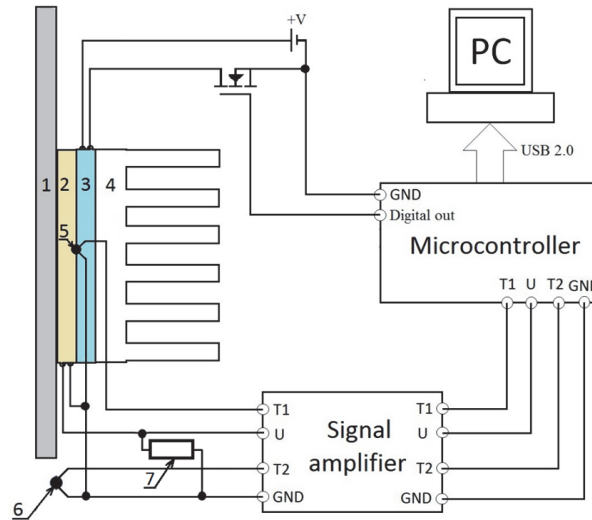 +V
PC
USB 2.0
1 2 3 4
5
GND
Digital out
Microcontroller
T1 U T2 GND
T1
U
T2
GND
Signal
amplifier
T1
U
T2
GND
7
6